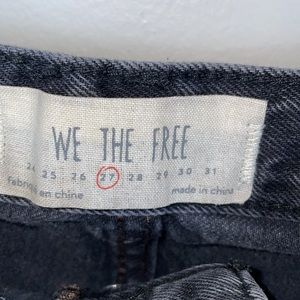 WE THE FREE
24 25 26 27 28 29 30 31
fabriqué en chine made in china